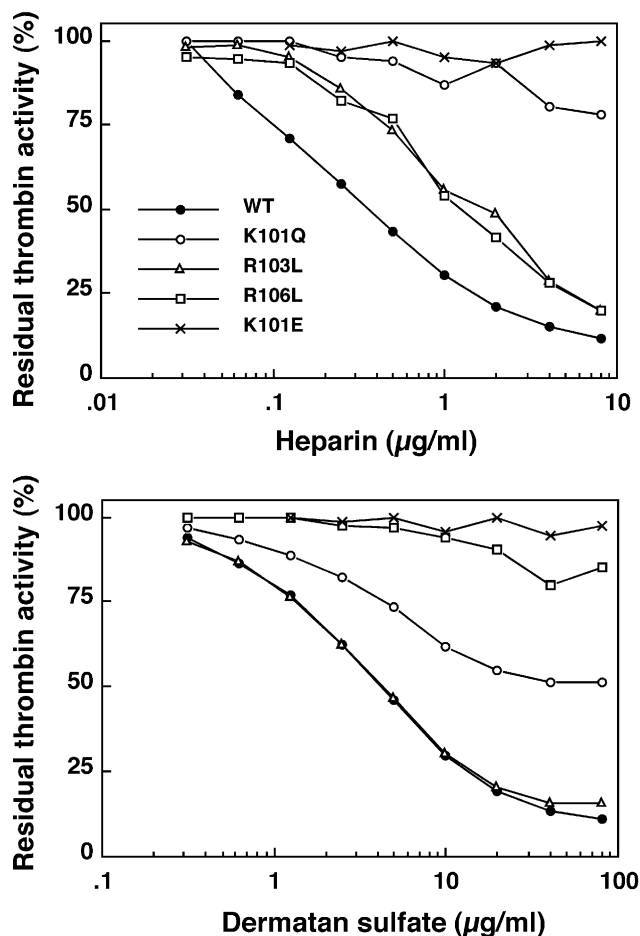 Residual thrombin activity (%)
100
75
50
25
0
WT
K101Q
R103L
R106L
K101E
.01
.1
1
10
Heparin (μg/ml)
Residual thrombin activity (%)
100
75
50
25
0
.1
1
10
100
Dermatan sulfate (μg/ml)